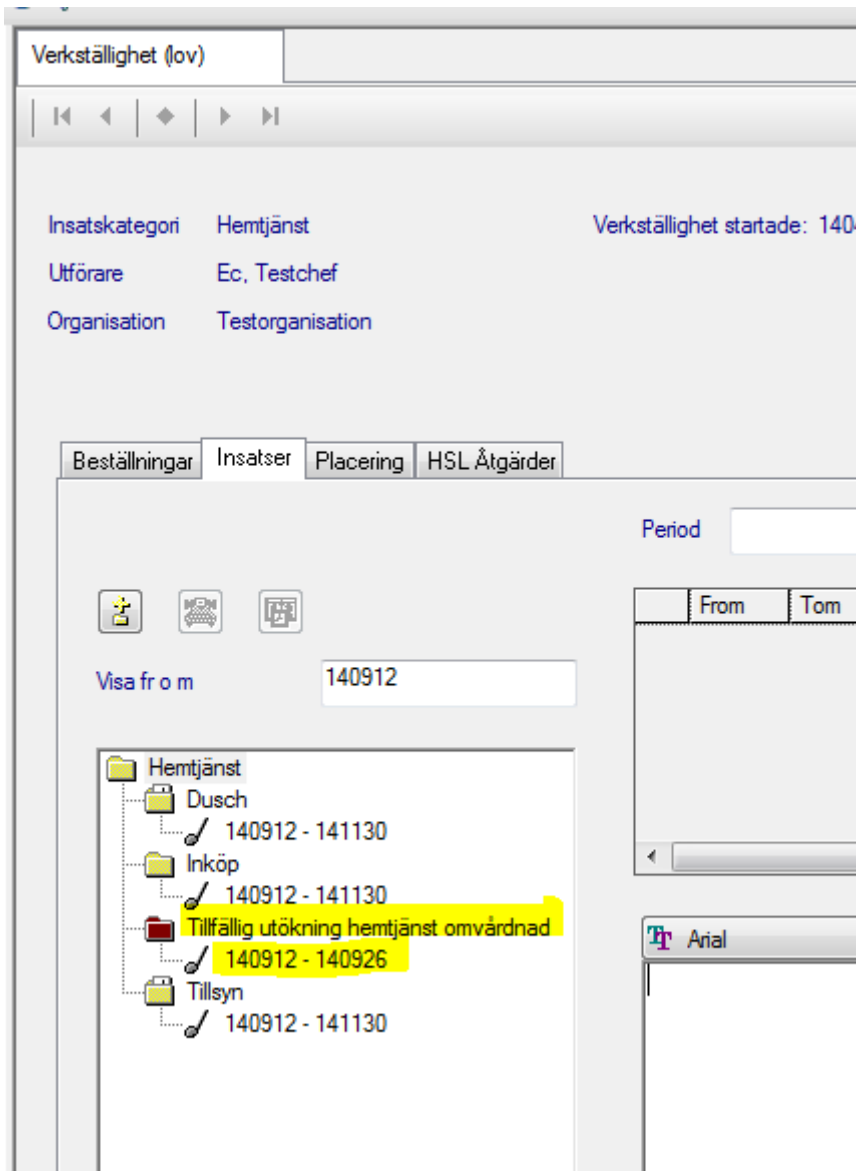 Verkställighet (lov)
Insatskategori Hemtjänst Verkställighet startade: 140
Utförare Ec, Testchef
Organisation Testorganisation
Beställningar Insatser Placering HSL Åtgärder
Period
From Tom
Visa fr o m 140912
Hemtjänst
Dusch
140912 - 141130
Inköp
140912 - 141130
Tillfällig utökning hemtjänst omvårdnad
140912 - 140926
Tillsyn
140912 - 141130
Arial